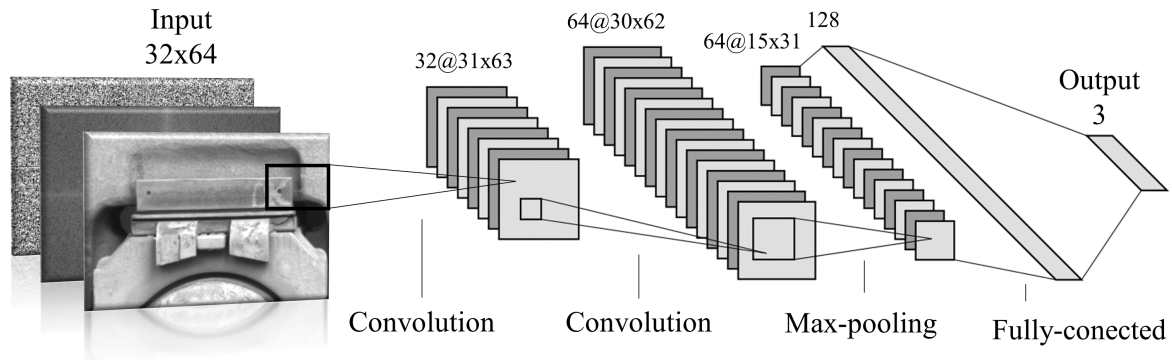 Input
32x64
32@31x63
64@30x62
64@15x31
128
Output
3
Convolution
Convolution
Max-pooling
Fully-conected